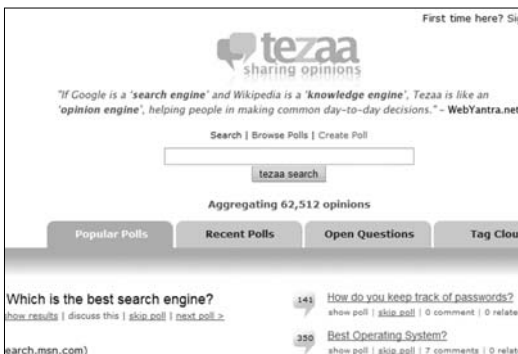 First time here? Si
tezaa
sharing opinions
"If Google is a 'search engine' and Wikipedia is a 'knowledge engine', Tezaa is like an
'opinion engine', helping people in making common day-to-day decisions." – WebYantra.net
Search | Browse Polls | Create Poll
tezaa search
Aggregating 62,512 opinions
Popular Polls Recent Polls Open Questions Tag Clou
Which is the best search engine?
show results | discuss this | skip poll | next poll >
earch.msn.com)
141 How do you keep track of passwords?
show poll | skip poll | 0 comment | 0 relate
350 Best Operating System?
show poll | skip poll | 7 comments | 0 relat